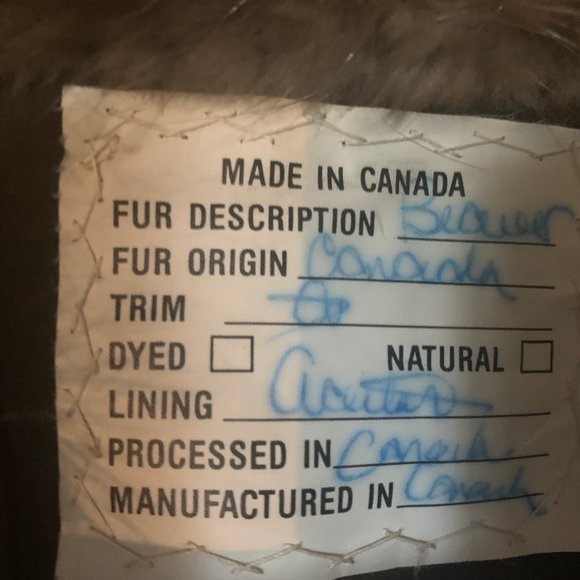 MADE IN CANADA
FUR DESCRIPTION Beaver
FUR ORIGIN Canada
TRIM
DYED NATURAL
LINING
PROCESSED IN Canada
MANUFACTURED IN Canada